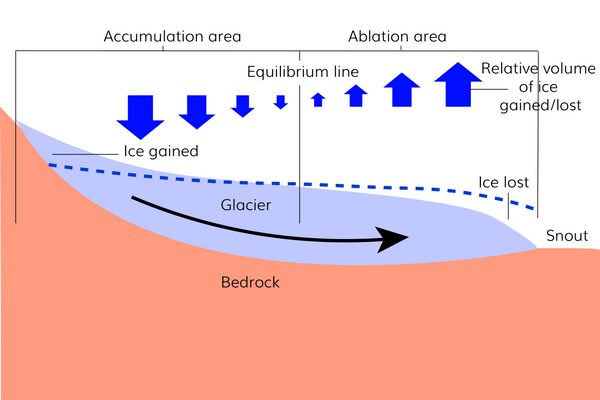 Accumulation area
Ablation area
Equilibrium line
Relative volume
of ice
gained/lost
Ice gained
Ice lost
Glacier
Snout
Bedrock